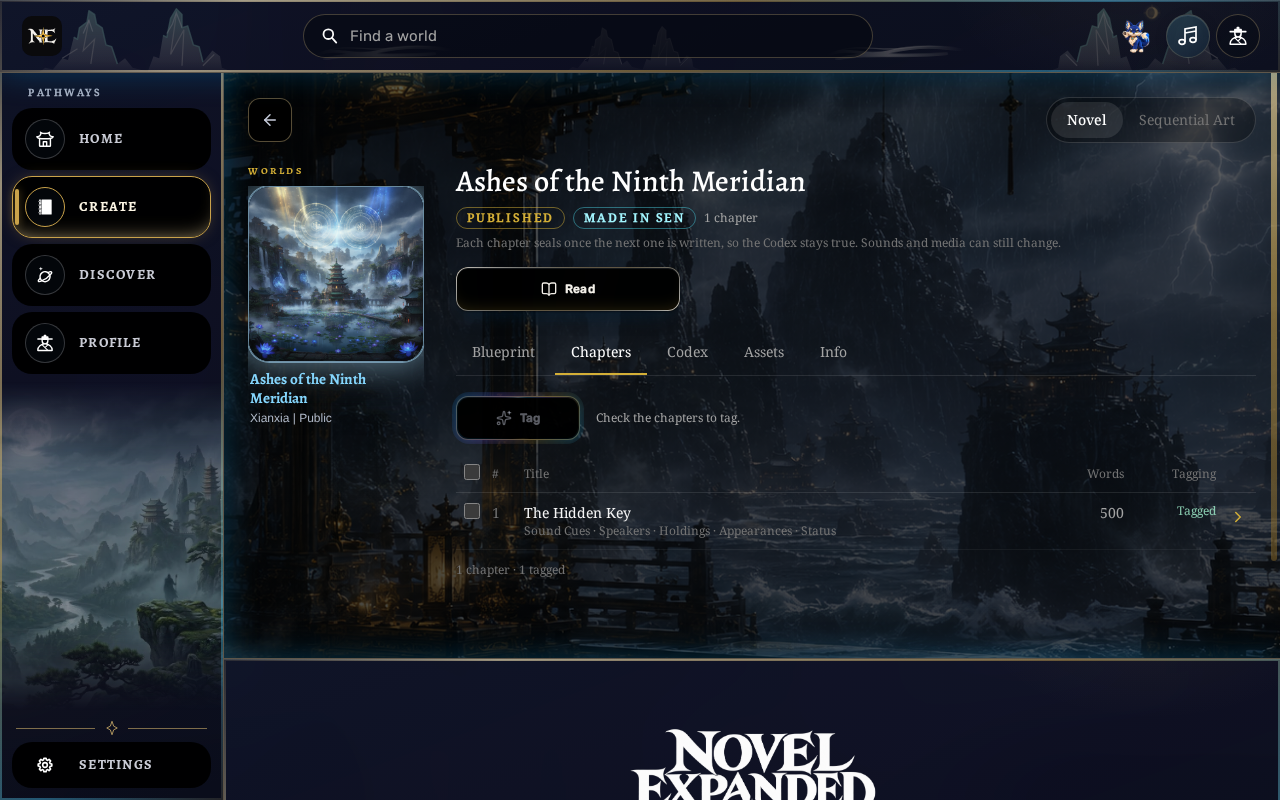 NE
Find a world
PATHWAYS
HOME
CREATE
DISCOVER
PROFILE
SETTINGS
Novel
Sequential Art
WORLDS
Ashes of the Ninth
Meridian
Xianxia | Public
Ashes of the Ninth Meridian
PUBLISHED MADE IN SEN 1 chapter
Each chapter seals once the next one is written, so the Codex stays true. Sounds and media can still change.
Read
Blueprint Chapters Codex Assets Info
Tag Check the chapters to tag.
# Title Words Tagging
1 The Hidden Key 500 Tagged
Sound Cues · Speakers · Holdings · Appearances · Status
1 chapter · 1 tagged
NOVEL
EXPANDED